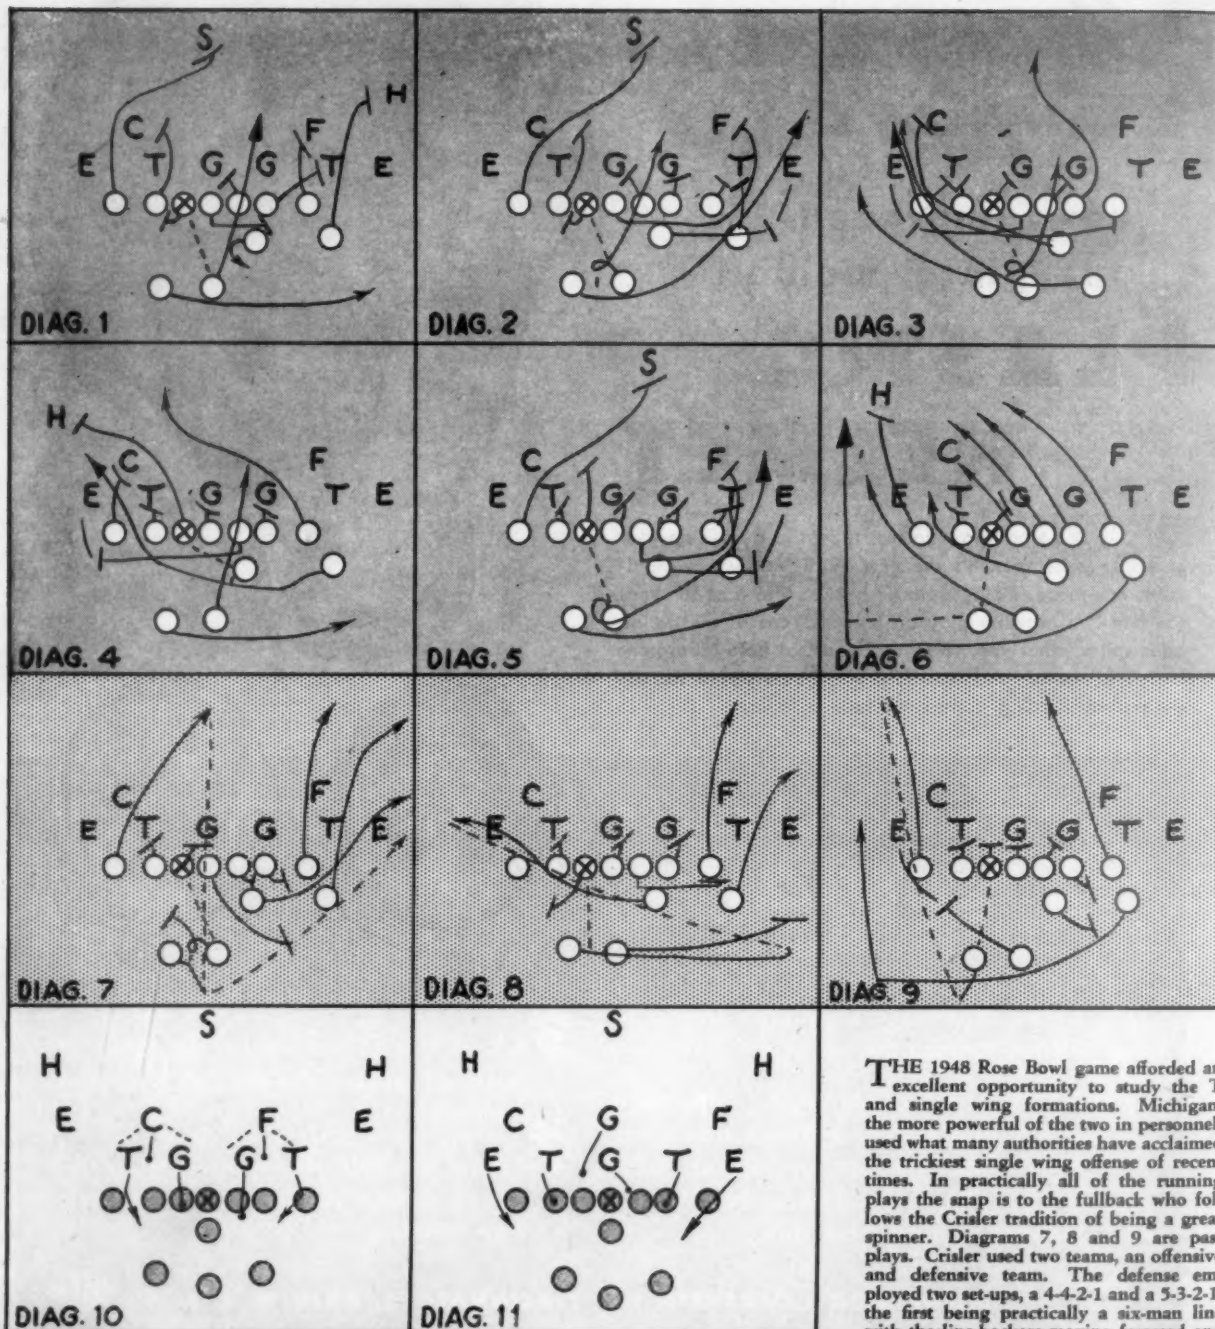 S
H
C F
E T G G T E
DIAG. 1
S
C F
E T G G T E
DIAG. 2
C F
E T G G T E
DIAG. 3
H
C F
E T G G T E
DIAG. 4
S
C F
E T G G T E
DIAG. 5
H
C F
E T G G T E
DIAG. 6
C F
E T G G T E
DIAG. 7
C F
E T G G T E
DIAG. 8
C F
E T G G T E
DIAG. 9
S
H H
E C F E
T G G T
DIAG. 10
S
H H
C G F
E T G T E
DIAG. 11
THE 1948 Rose Bowl game afforded
excellent opportunity to study the T
and single wing formations. Michigan
the more powerful of the two in personnel
used what many authorities have acclaimed
the trickiest single wing offense of recen
times. In practically all of the running
plays the snap is to the fullback who fol
lows the Crisler tradition of being a grea
spinner. Diagrams 7, 8 and 9 are pas
plays. Crisler used two teams, an offensiv
and defensive team. The defense em
ployed two set-ups, a 4-4-2-1 and a 5-3-2-1
the first being practically a six-man lin